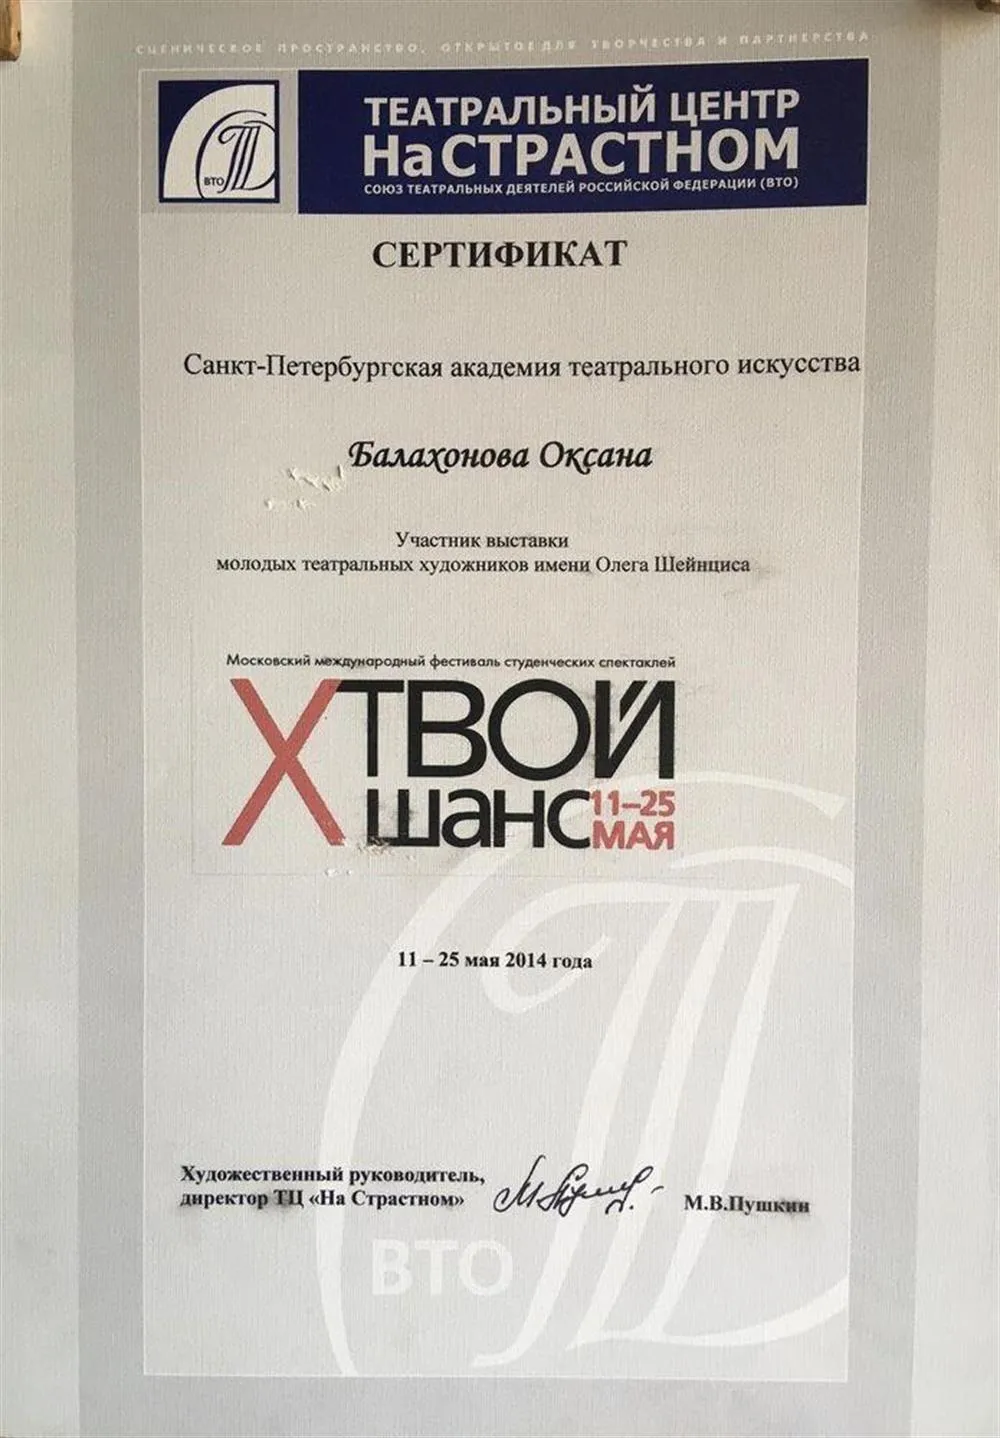 СЦЕНИЧЕСКОЕ ПРОСТРАНСТВО, ОТКРЫТОЕ ДЛЯ ТВОРЧЕСТВА И ПАРТНЕРСТВА
ВТО
ТЕАТРАЛЬНЫЙ ЦЕНТР
На СТРАСТНОМ
СОЮЗ ТЕАТРАЛЬНЫХ ДЕЯТЕЛЕЙ РОССИЙСКОЙ ФЕДЕРАЦИИ (ВТО)
СЕРТИФИКАТ
Санкт-Петербургская академия театрального искусства
Балахонова Оксана
Участник выставки
молодых театральных художников имени Олега Шейнциса
Московский международный фестиваль студенческих спектаклей
X ТВОЙ
шанс 11–25
МАЯ
11 – 25 мая 2014 года
Художественный руководитель,
директор ТЦ «На Страстном»
М.В.Пушкин
ВТО